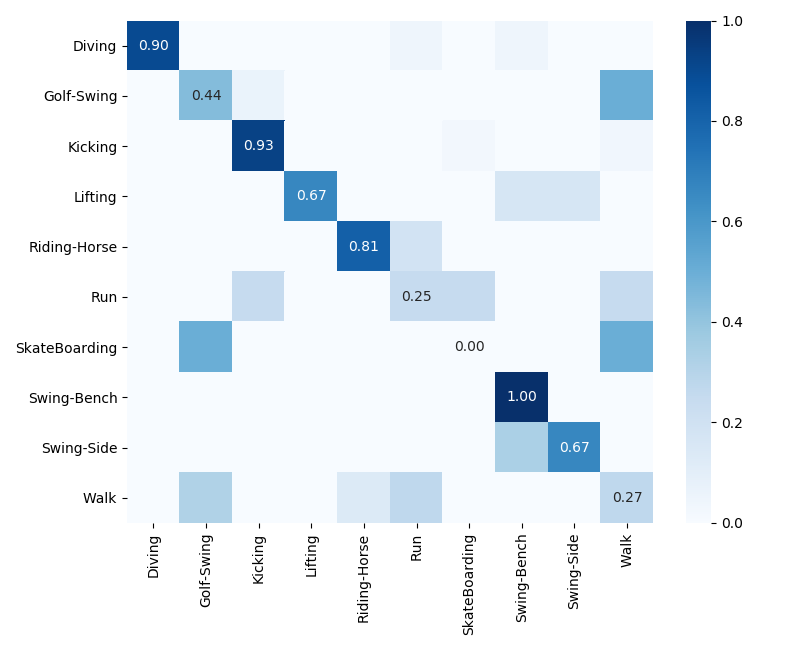 1.0
Diving 0.90
Golf-Swing 0.44
0.8
Kicking 0.93
Lifting 0.67
0.6
Riding-Horse 0.81
Run 0.25
0.4
SkateBoarding 0.00
Swing-Bench 1.00
0.2
Swing-Side 0.67
Walk 0.27
0.0
Diving
Golf-Swing
Kicking
Lifting
Riding-Horse
Run
SkateBoarding
Swing-Bench
Swing-Side
Walk